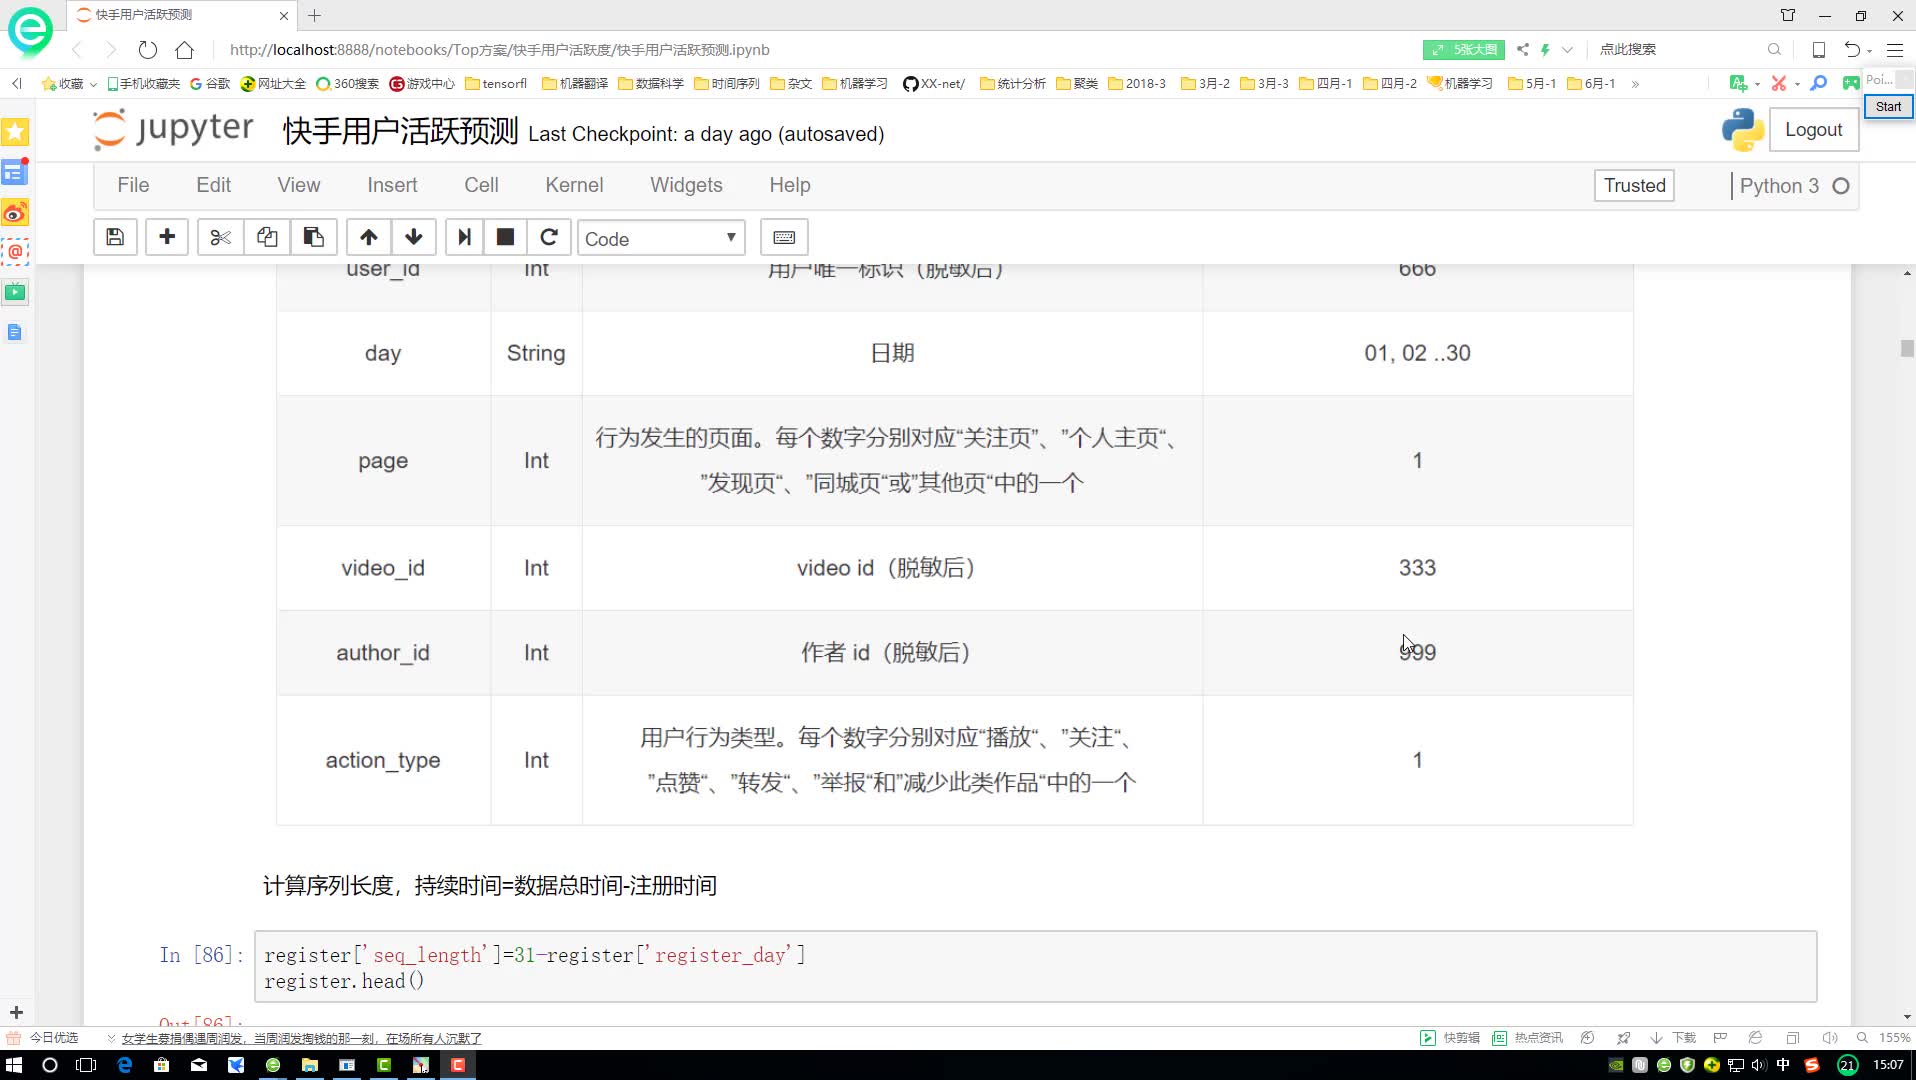 快手用户活跃预测
http://localhost:8888/notebooks/Top方案/快手用户活跃度/快手用户活跃预测.ipynb
5张大图
点此搜索
收藏 手机收藏夹 谷歌 网址大全 360搜索 游戏中心 tensorfl 机器翻译 数据科学 时间序列 杂文 机器学习 XX-net/ 统计分析 聚类 2018-3 3月-2 3月-3 四月-1 四月-2 机器学习 5月-1 6月-1 »
Poi...
Start
jupyter 快手用户活跃预测 Last Checkpoint: a day ago (autosaved)
Logout
File Edit View Insert Cell Kernel Widgets Help
Trusted
Python 3
Code
user_id Int 用户唯一标识（脱敏后） 666
day String 日期 01, 02 ..30
page Int 行为发生的页面。每个数字分别对应“关注页”、”个人主页“、
”发现页“、”同城页“或”其他页“中的一个 1
video_id Int video id（脱敏后） 333
author_id Int 作者 id（脱敏后） 999
action_type Int 用户行为类型。每个数字分别对应“播放“、”关注“、
”点赞“、”转发“、”举报“和”减少此类作品“中的一个 1
计算序列长度，持续时间=数据总时间-注册时间
In [86]: register['seq_length']=31-register['register_day']
register.head()
Out[86]:
今日优选
女学生募捐偶遇周润发，当周润发掏钱的那一刻，在场所有人沉默了
快剪辑 热点资讯 下载 155%
中 21 15:07